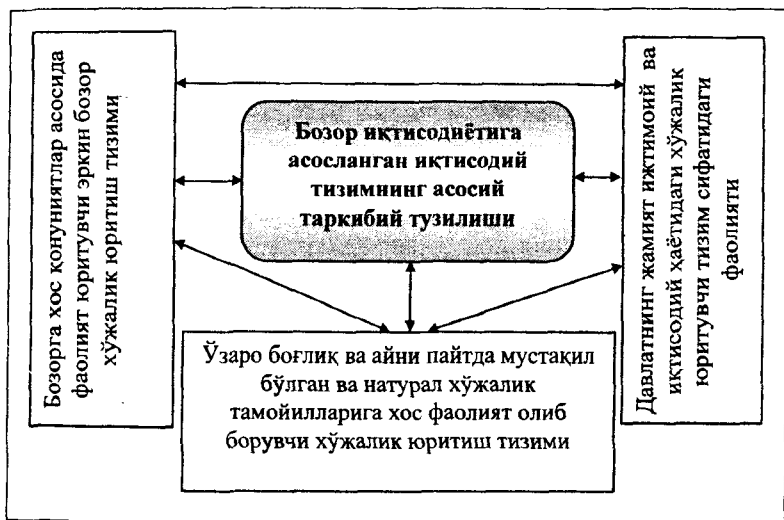 Бозорга хос қонуниятлар асосида
фаолият юритувчи эркин бозор
хўжалик юритиш тизими
Бозор иқтисодиётига
асосланган иқтисодий
тизимнинг асосий
таркибий тузилиши
Давлатнинг жамият ижтимоий ва
иқтисодий ҳаётидаги хўжалик
юритувчи тизим сифатидаги
фаолияти
Ўзаро боғлиқ ва айни пайтда мустақил
бўлган ва натурал хўжалик
тамойилларига хос фаолият олиб
борувчи хўжалик юритиш тизими